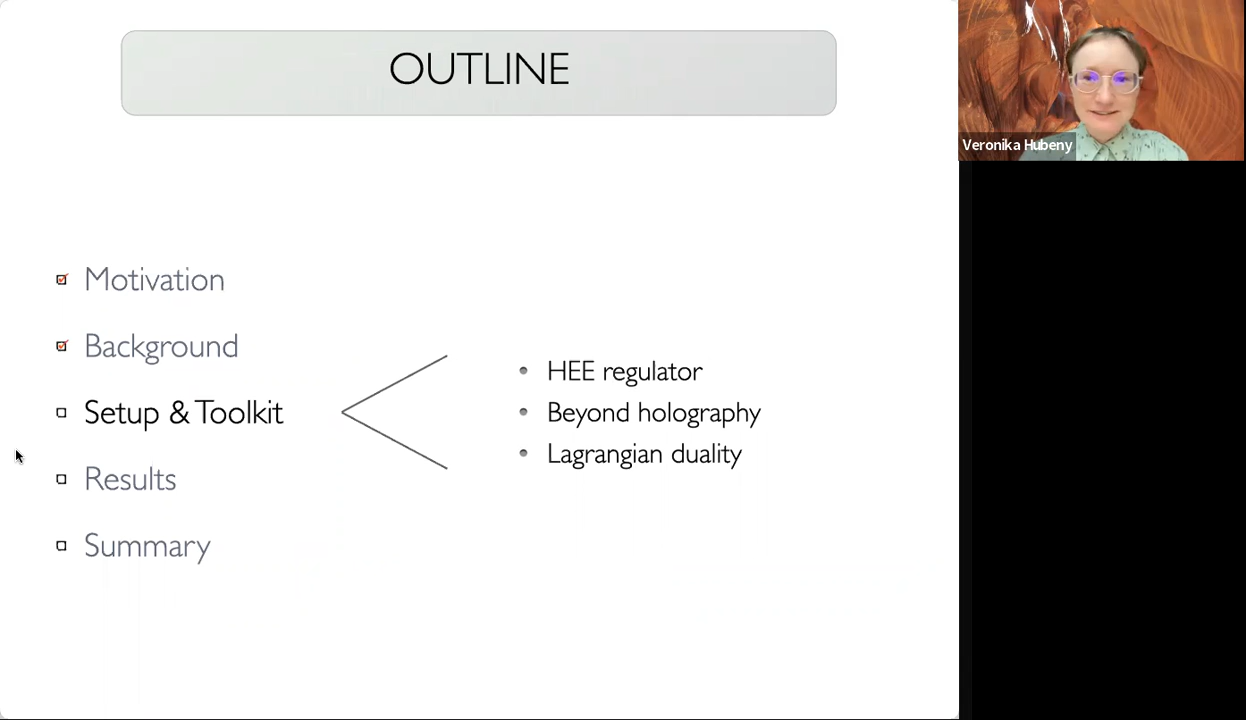 OUTLINE
Veronika Hubeny
Motivation
Background
Setup & Toolkit
Results
Summary
HEE regulator
Beyond holography
Lagrangian duality